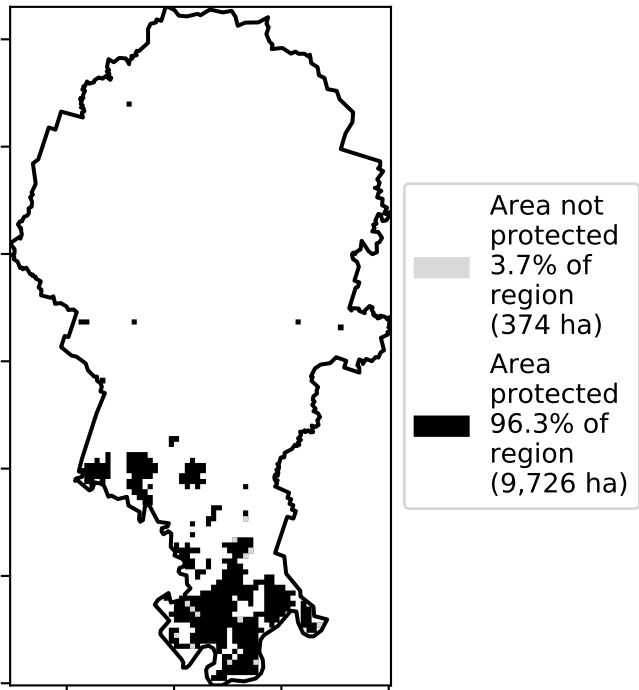 Area not
protected
3.7% of
region
(374 ha)
Area
protected
96.3% of
region
(9,726 ha)